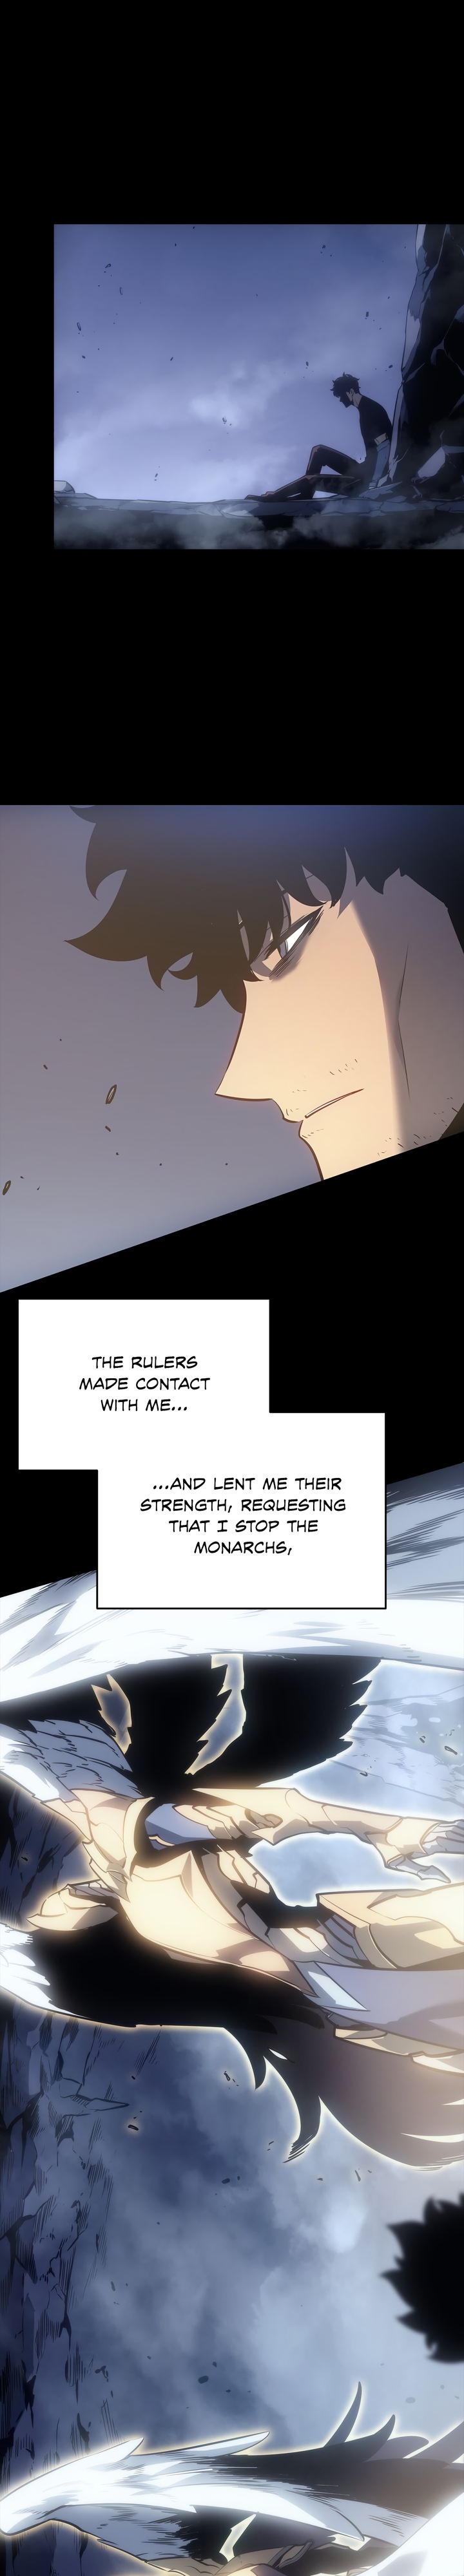 THE RULERS
MADE CONTACT
WITH ME...
...AND LENT ME THEIR
STRENGTH, REQUESTING
THAT I STOP THE
MONARCHS,